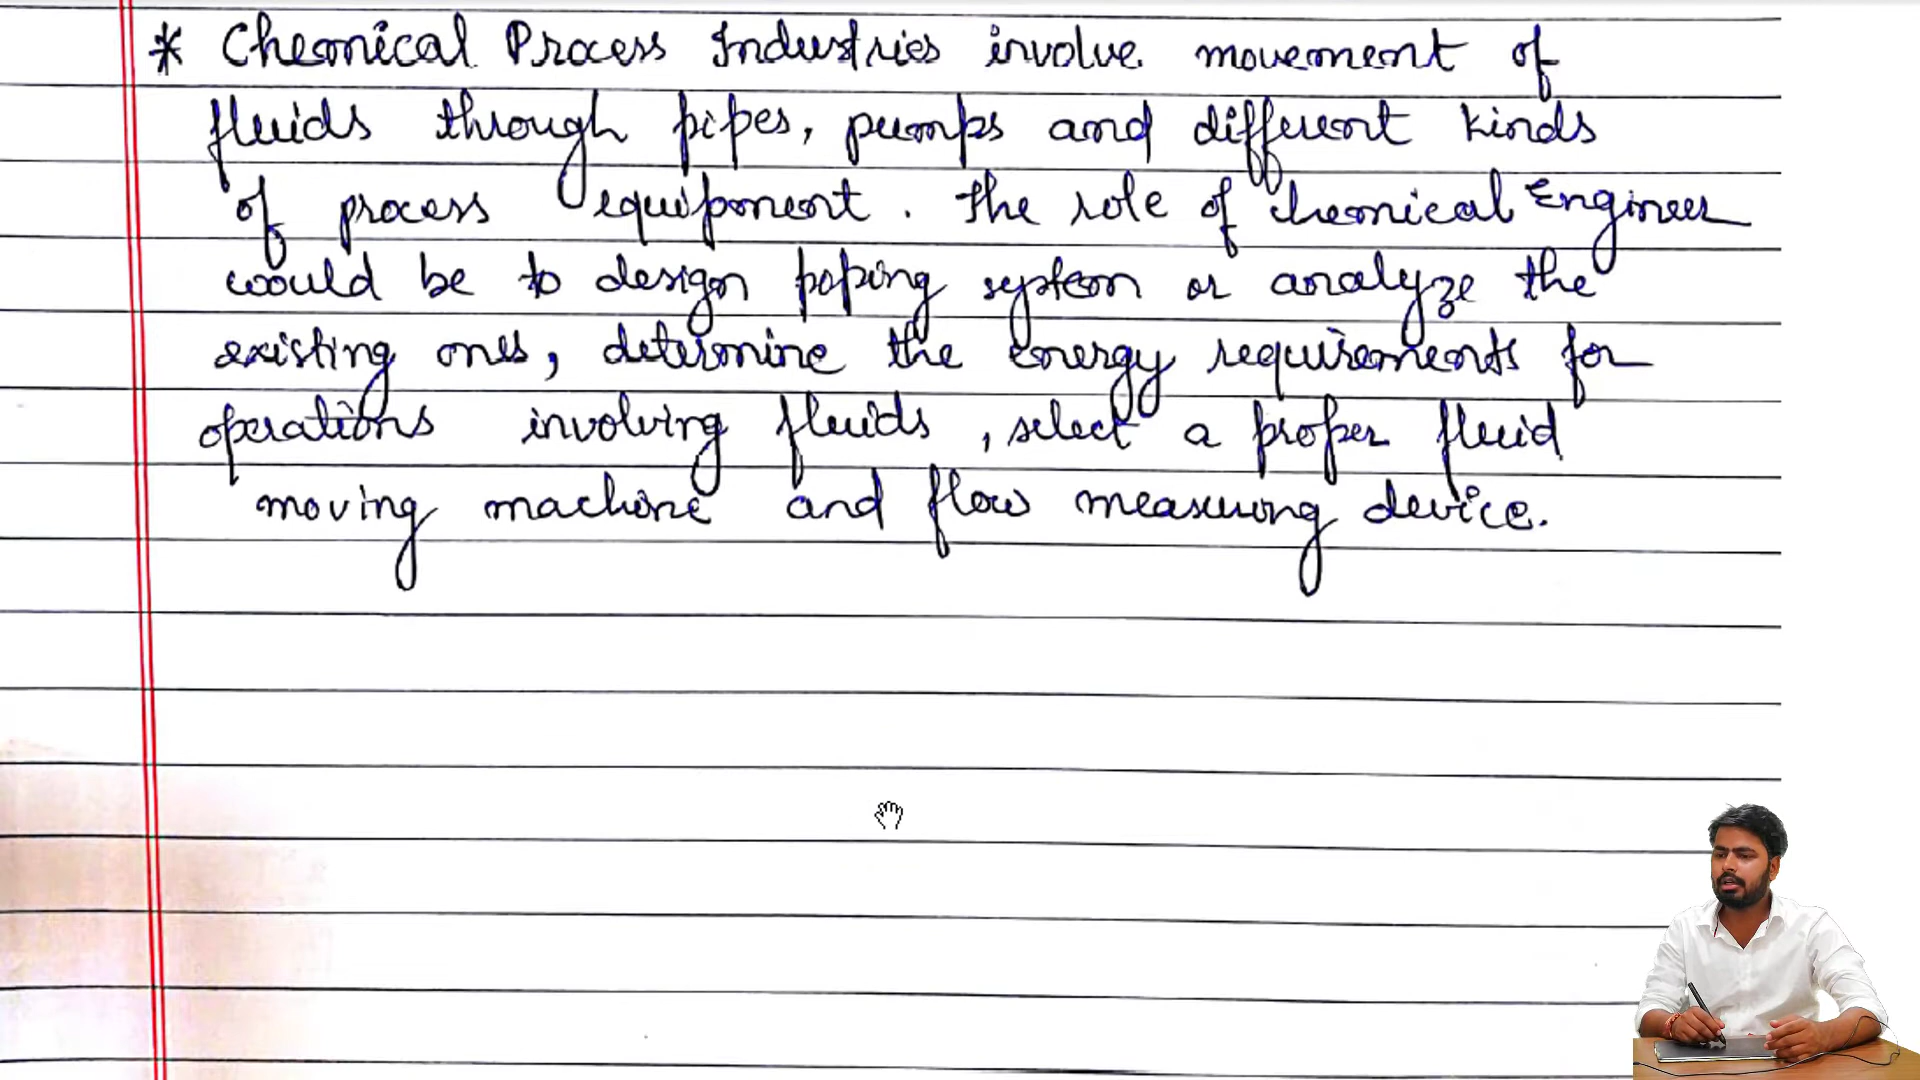 * Chemical Process Industries involve movement of
fluids through pipes, pumps and different kinds
of process equipment. The role of chemical Engineer
would be to design piping system or analyze the
existing ones, determine the energy requirements for
operations involving fluids, select a proper fluid
moving machine and flow measuring device.